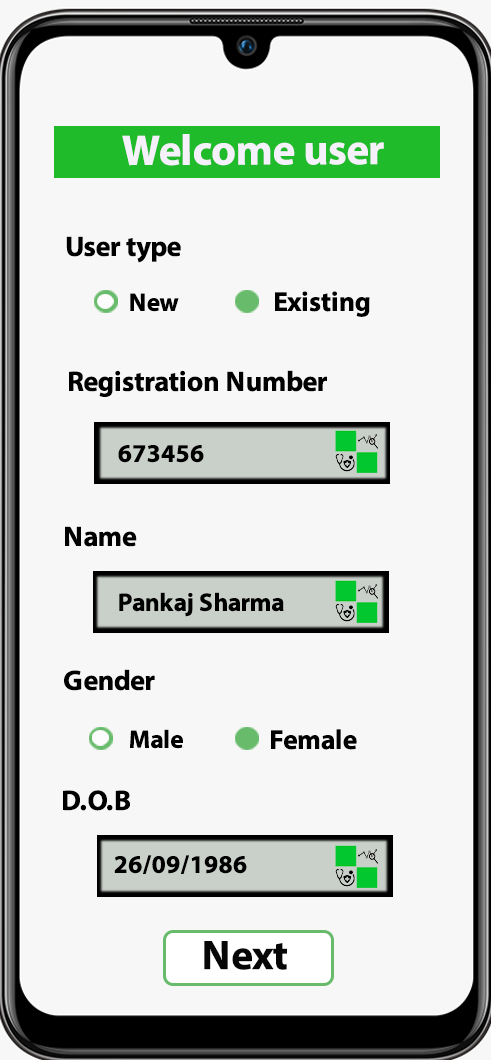 Welcome user
User type
New Existing
Registration Number
673456
Name
Pankaj Sharma
Gender
Male Female
D.O.B
26/09/1986
Next